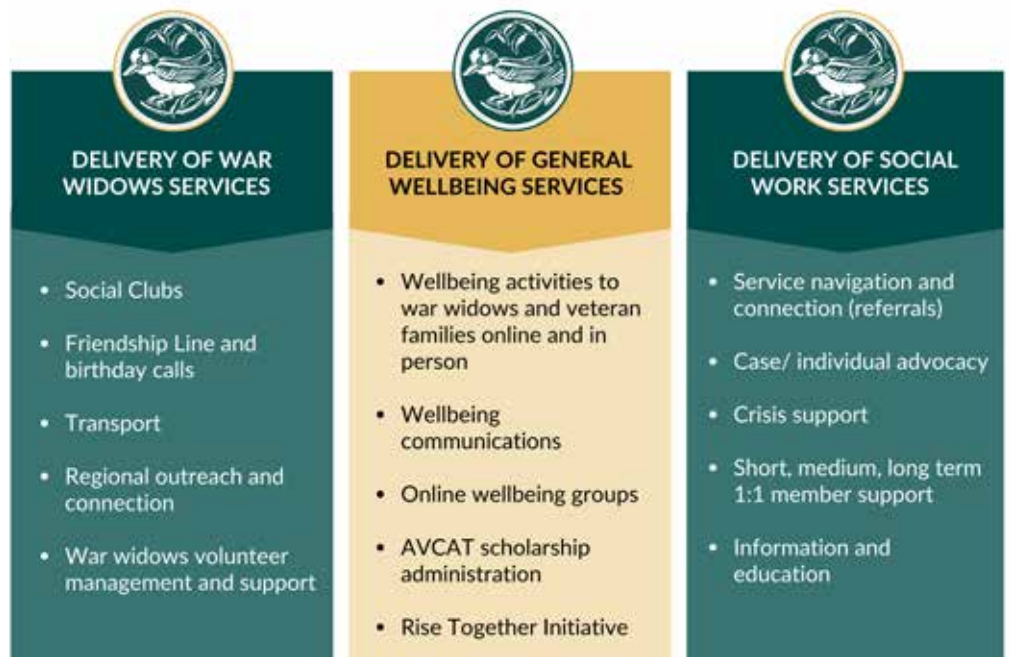 DELIVERY OF WAR
WIDOWS SERVICES
• Social Clubs
• Friendship Line and
birthday calls
• Transport
• Regional outreach and
connection
• War widows volunteer
management and support
DELIVERY OF GENERAL
WELLBEING SERVICES
• Wellbeing activities to
war widows and veteran
families online and in
person
• Wellbeing
communications
• Online wellbeing groups
• AVCAT scholarship
administration
• Rise Together Initiative
DELIVERY OF SOCIAL
WORK SERVICES
• Service navigation and
connection (referrals)
• Case/ individual advocacy
• Crisis support
• Short, medium, long term
1:1 member support
• Information and
education